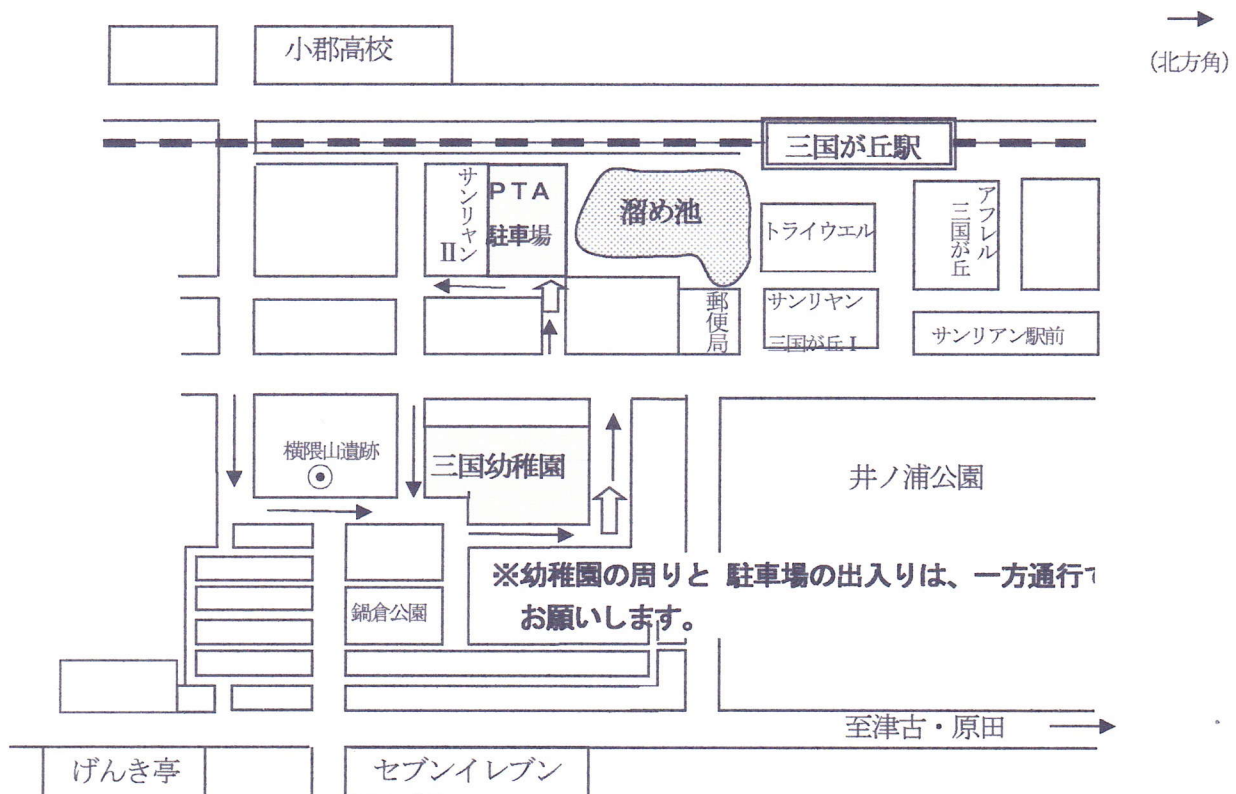 小郡高校
(北方角)
三国が丘駅
サンリヤン
Ⅱ
PTA
駐車場
溜め池
トライウエル
アフレル
三国が丘
郵便局
サンリヤン
三国が丘Ⅰ
サンリアン駅前
横隈山遺跡
三国幼稚園
井ノ浦公園
※幼稚園の周りと 駐車場の出入りは、一方通行で
お願いします。
鍋倉公園
至津古・原田
げんき亭
セブンイレブン